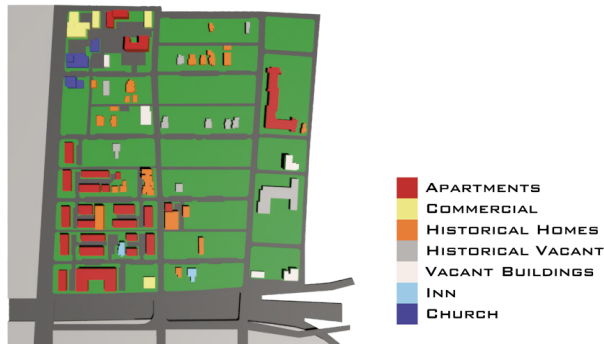 APARTMENTS
COMMERCIAL
HISTORICAL HOMES
HISTORICAL VACANT
VACANT BUILDINGS
INN
CHURCH